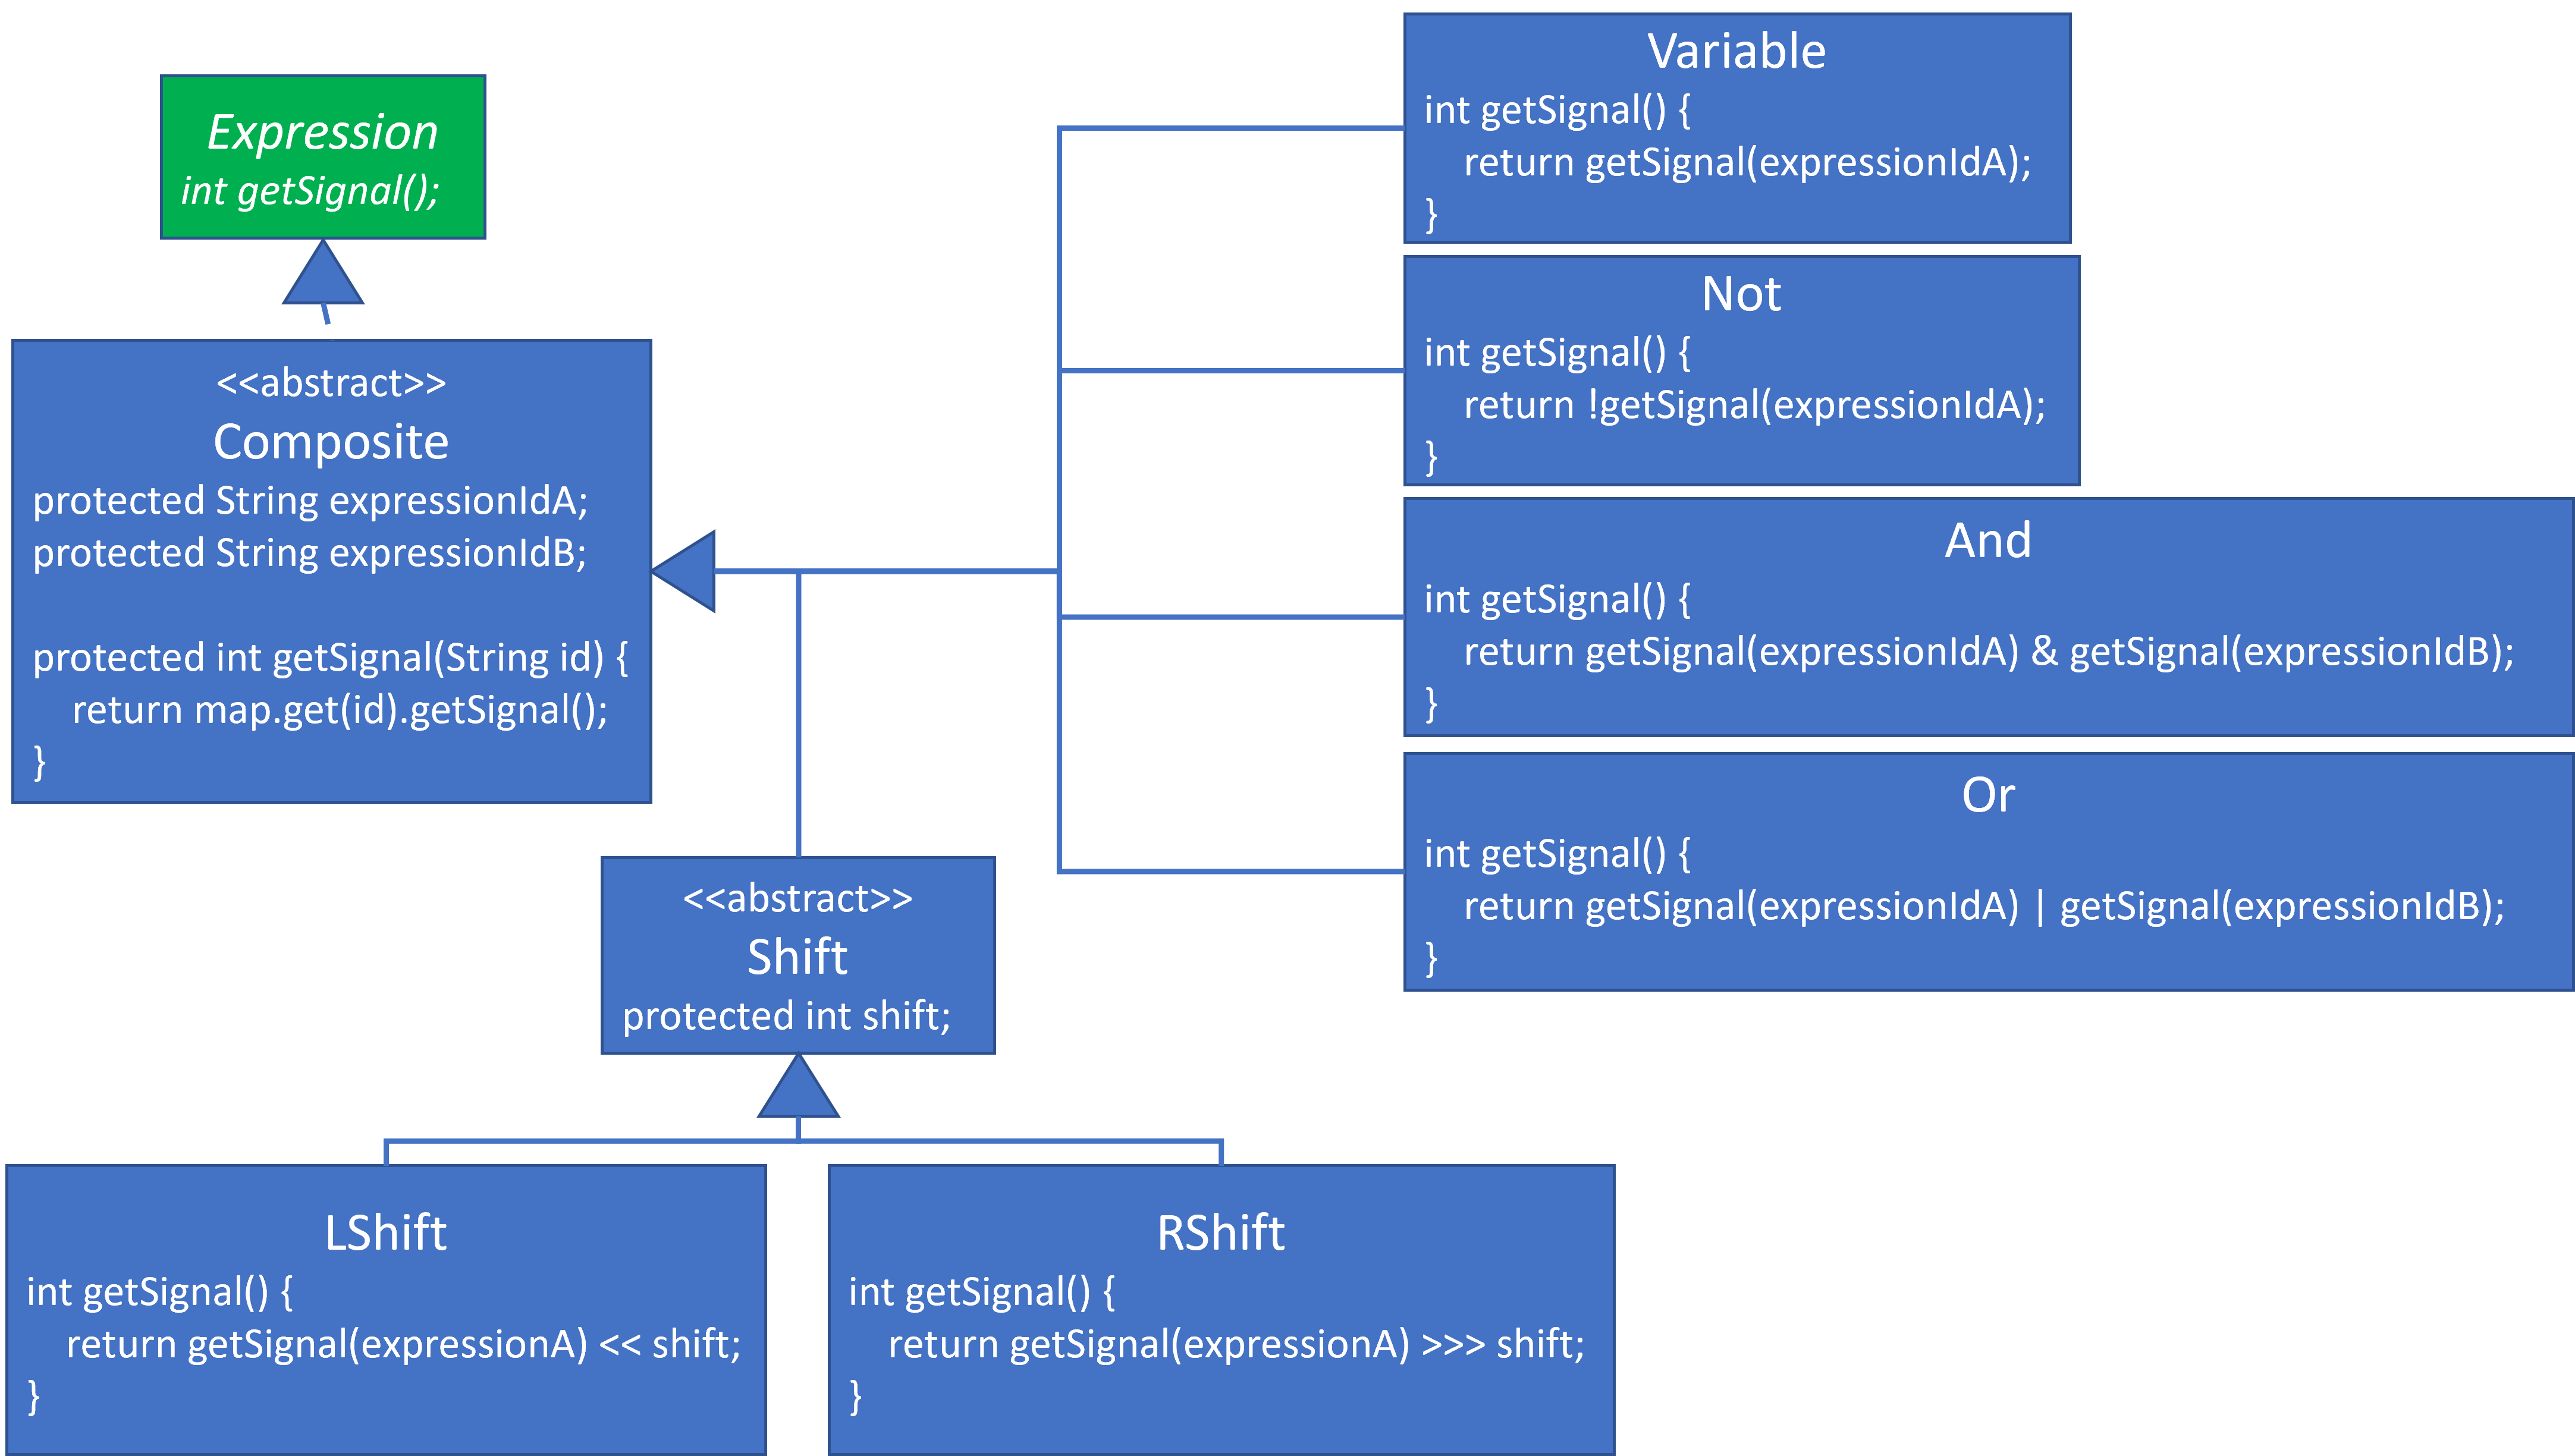 Expression
int getSignal();
<<abstract>>
Composite
protected String expressionIdA;
protected String expressionIdB;
protected int getSignal(String id) {
return map.get(id).getSignal();
}
Variable
int getSignal() {
return getSignal(expressionIdA);
}
Not
int getSignal() {
return !getSignal(expressionIdA);
}
And
int getSignal() {
return getSignal(expressionIdA) & getSignal(expressionIdB);
}
Or
int getSignal() {
return getSignal(expressionIdA) | getSignal(expressionIdB);
}
<<abstract>>
Shift
protected int shift;
LShift
int getSignal() {
return getSignal(expressionA) << shift;
}
RShift
int getSignal() {
return getSignal(expressionA) >>> shift;
}